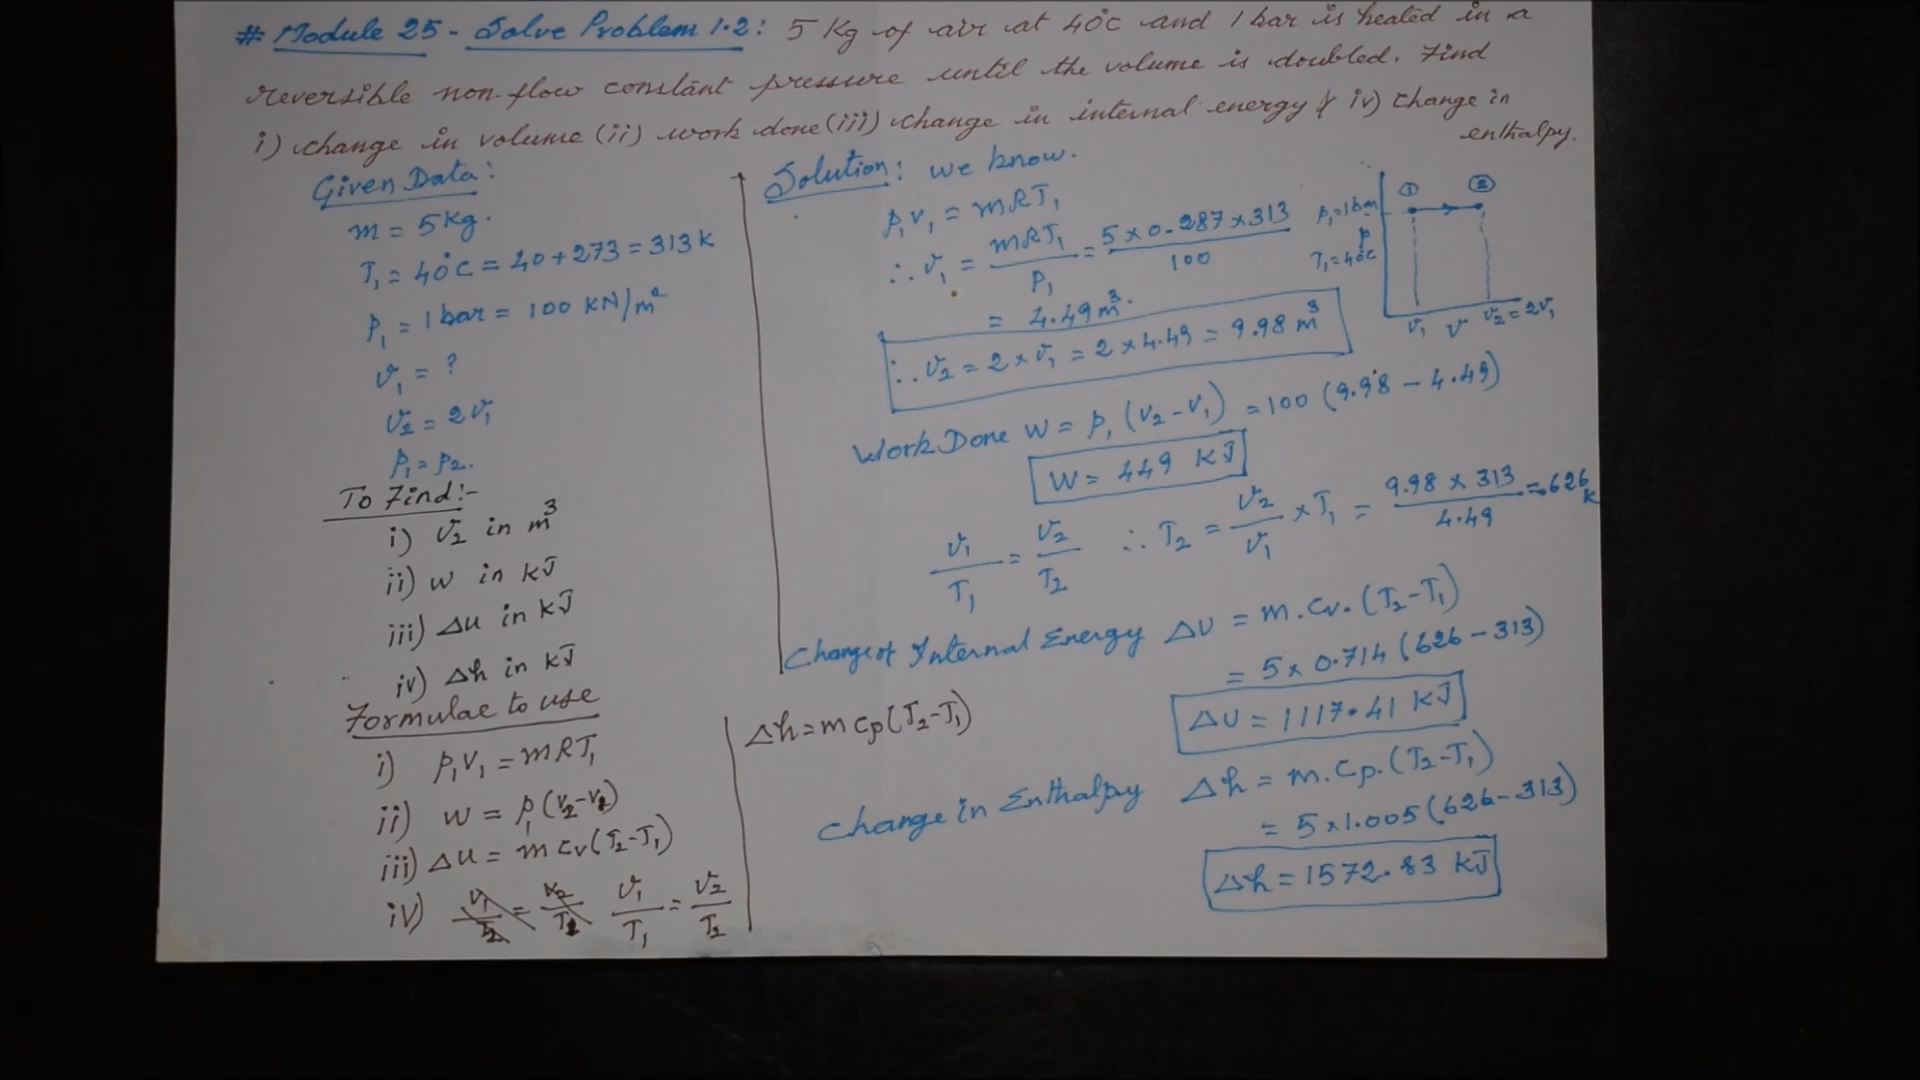 # Module 25 - Solve Problem 1.2: 5 Kg of air at 40°C and 1 bar is heated in a
reversible non-flow constant pressure until the volume is doubled. Find
i) change in volume (ii) work done (iii) change in internal energy & iv) change in
enthalpy.
Given Data:
m = 5 Kg.
T₁ = 40°C = 40 + 273 = 313 K
P₁ = 1 bar = 100 KN/m²
V₁ = ?
V₂ = 2V₁
P₁ = P₂.
To Find:-
i) V₂ in m³
ii) W in kJ
iii) Δu in kJ
iv) Δh in kJ
Formulae to use
i) P₁V₁ = mRT₁
ii) W = P₁(V₂-V₂)
iii) Δu = m Cv(T₂-T₁)
iv) V₁/T₂ = V₂/T₂ V₁/T₁ = V₂/T₂
Δh = m Cp(T₂-T₁)
Solution: we know.
P₁V₁ = mRT₁
∴ V₁ = mRT₁/P₁ = 5 x 0.287 x 313/100
= 4.49 m³.
∴ V₂ = 2 x V₁ = 2 x 4.49 = 9.98 m³
① ②
P₁=1bar
P
T₁=40°C
V₁ V V₂=2V₁
Work Done W = P₁(V₂-V₁) = 100 (9.98 - 4.49)
W = 449 KJ
V₁/T₁ = V₂/T₂ ∴ T₂ = V₂/V₁ x T₁ = 9.98 x 313/4.49 = 626 K
Change of Internal Energy ΔU = m.Cv.(T₂-T₁)
= 5 x 0.714 (626-313)
ΔU = 1117.41 KJ
Change in Enthalpy Δh = m.Cp.(T₂-T₁)
= 5 x 1.005 (626-313)
Δh = 1572.83 KJ